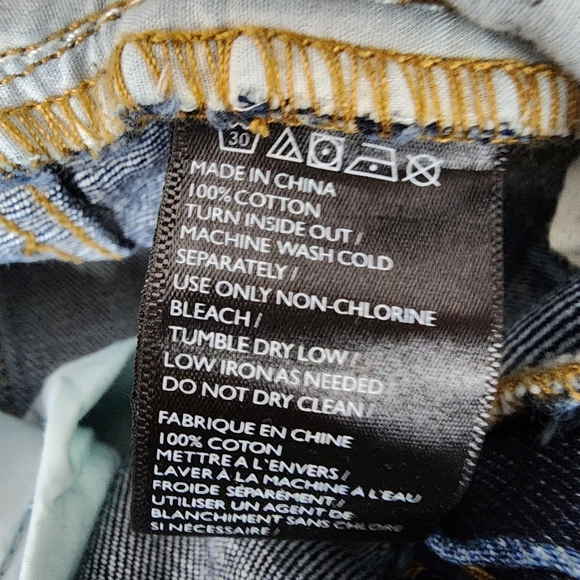 30
MADE IN CHINA
100% COTTON
TURN INSIDE OUT /
MACHINE WASH COLD
SEPARATELY /
USE ONLY NON-CHLORINE
BLEACH /
TUMBLE DRY LOW /
LOW IRON AS NEEDED /
DO NOT DRY CLEAN /
FABRIQUE EN CHINE
100% COTTON
METTRE A L'ENVERS /
LAVER À LA MACHINE À L'EAU
FROIDE SÉPARÉMENT /
UTILISER UN AGENT DE
BLANCHIMENT SANS CHLORE
SI NÉCESSAIRE /